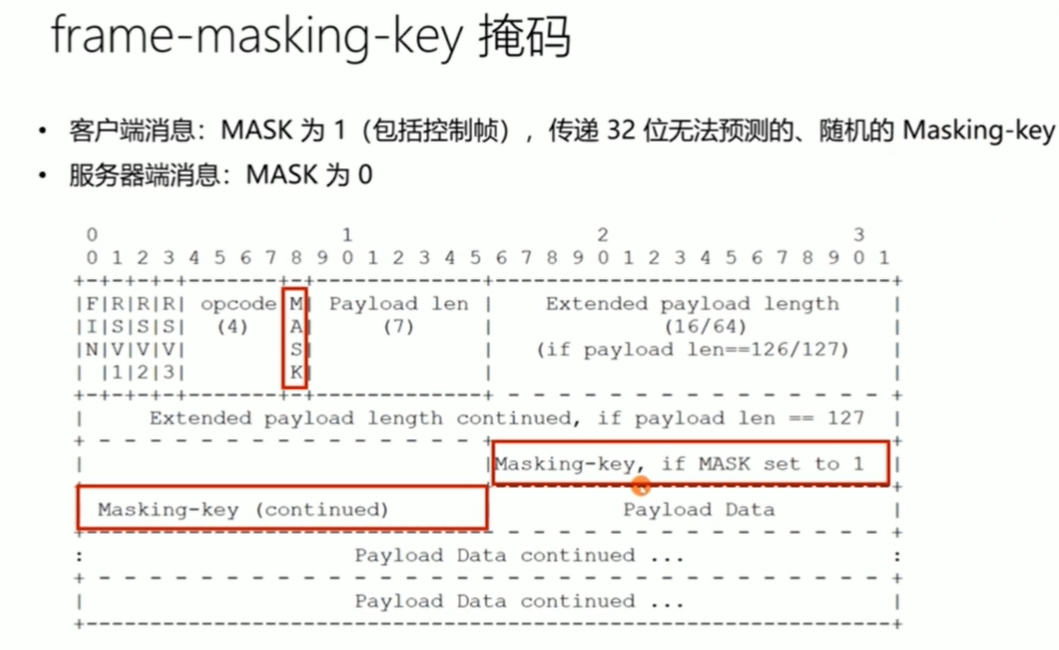 frame-masking-key 掩码
• 客户端消息：MASK 为 1（包括控制帧），传递 32 位无法预测的、随机的 Masking-key
• 服务器端消息：MASK 为 0
0 1 2 3
0 1 2 3 4 5 6 7 8 9 0 1 2 3 4 5 6 7 8 9 0 1 2 3 4 5 6 7 8 9 0 1
+-+-+-+-+-------+-+-------------+-------------------------------+
|F|R|R|R| opcode|M| Payload len | Extended payload length |
|I|S|S|S| (4) |A| (7) | (16/64) |
|N|V|V|V| |S| | (if payload len==126/127) |
| |1|2|3| |K| | |
+-+-+-+-+-------+-+-------------+ - - - - - - - - - - - - - - - +
| Extended payload length continued, if payload len == 127 |
+ - - - - - - - - - - - - - - - +-------------------------------+
| |Masking-key, if MASK set to 1 |
+-------------------------------+-------------------------------+
| Masking-key (continued) | Payload Data |
+-------------------------------- - - - - - - - - - - - - - - - +
: Payload Data continued ... :
+ - - - - - - - - - - - - - - - - - - - - - - - - - - - - - - - +
| Payload Data continued ... |
+---------------------------------------------------------------+